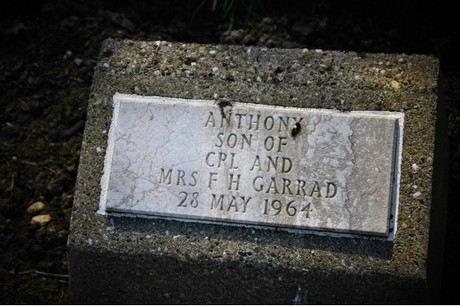 ANTHONY
SON OF
CPL AND
MRS F H GARRAD
28 MAY 1964